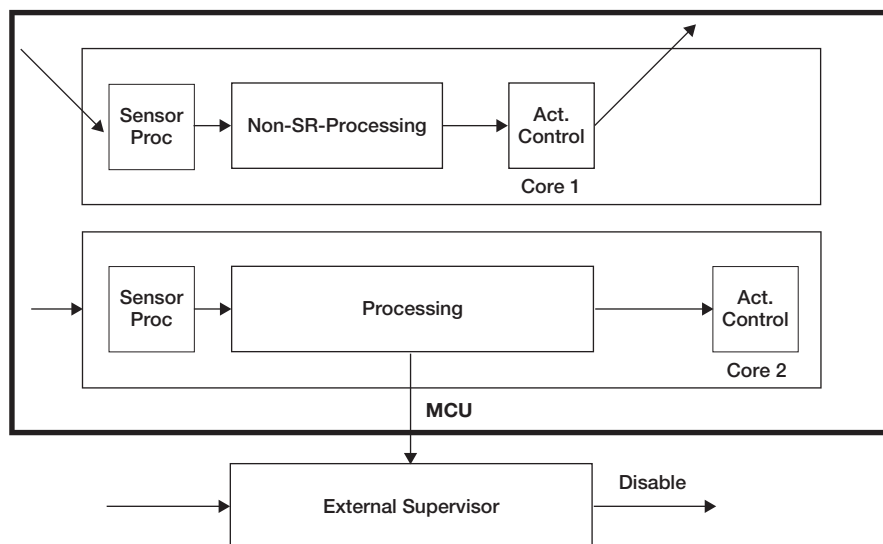 Sensor
Proc
Non-SR-Processing
Act.
Control
Core 1
Sensor
Proc
Processing
Act.
Control
Core 2
MCU
External Supervisor
Disable